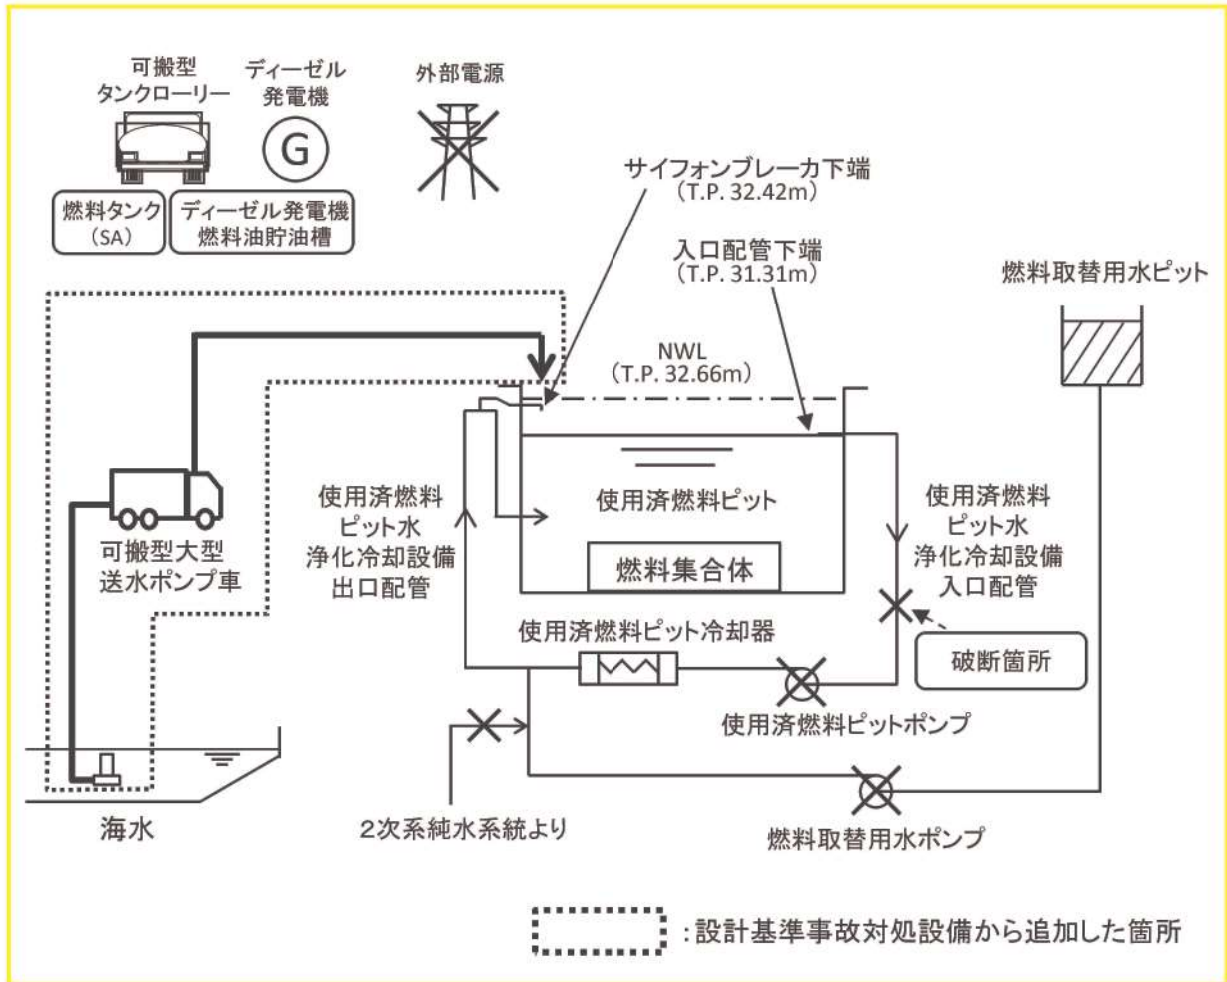 可搬型
タンクローリー
ディーゼル
発電機
外部電源
G
燃料タンク
(SA)
ディーゼル発電機
燃料油貯油槽
サイフォンブレーカ下端
(T.P. 32.42m)
入口配管下端
(T.P. 31.31m)
燃料取替用水ピット
NWL
(T.P. 32.66m)
使用済燃料
ピット水
浄化冷却設備
出口配管
使用済燃料ピット
燃料集合体
使用済燃料
ピット水
浄化冷却設備
入口配管
可搬型大型
送水ポンプ車
使用済燃料ピット冷却器
破断箇所
使用済燃料ピットポンプ
海水
2次系純水系統より
燃料取替用水ポンプ
:設計基準事故対処設備から追加した箇所